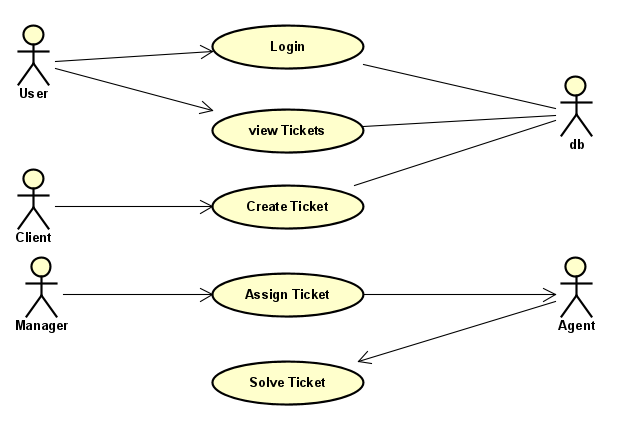 Login
User
view Tickets
db
Create Ticket
Client
Assign Ticket
Manager
Agent
Solve Ticket